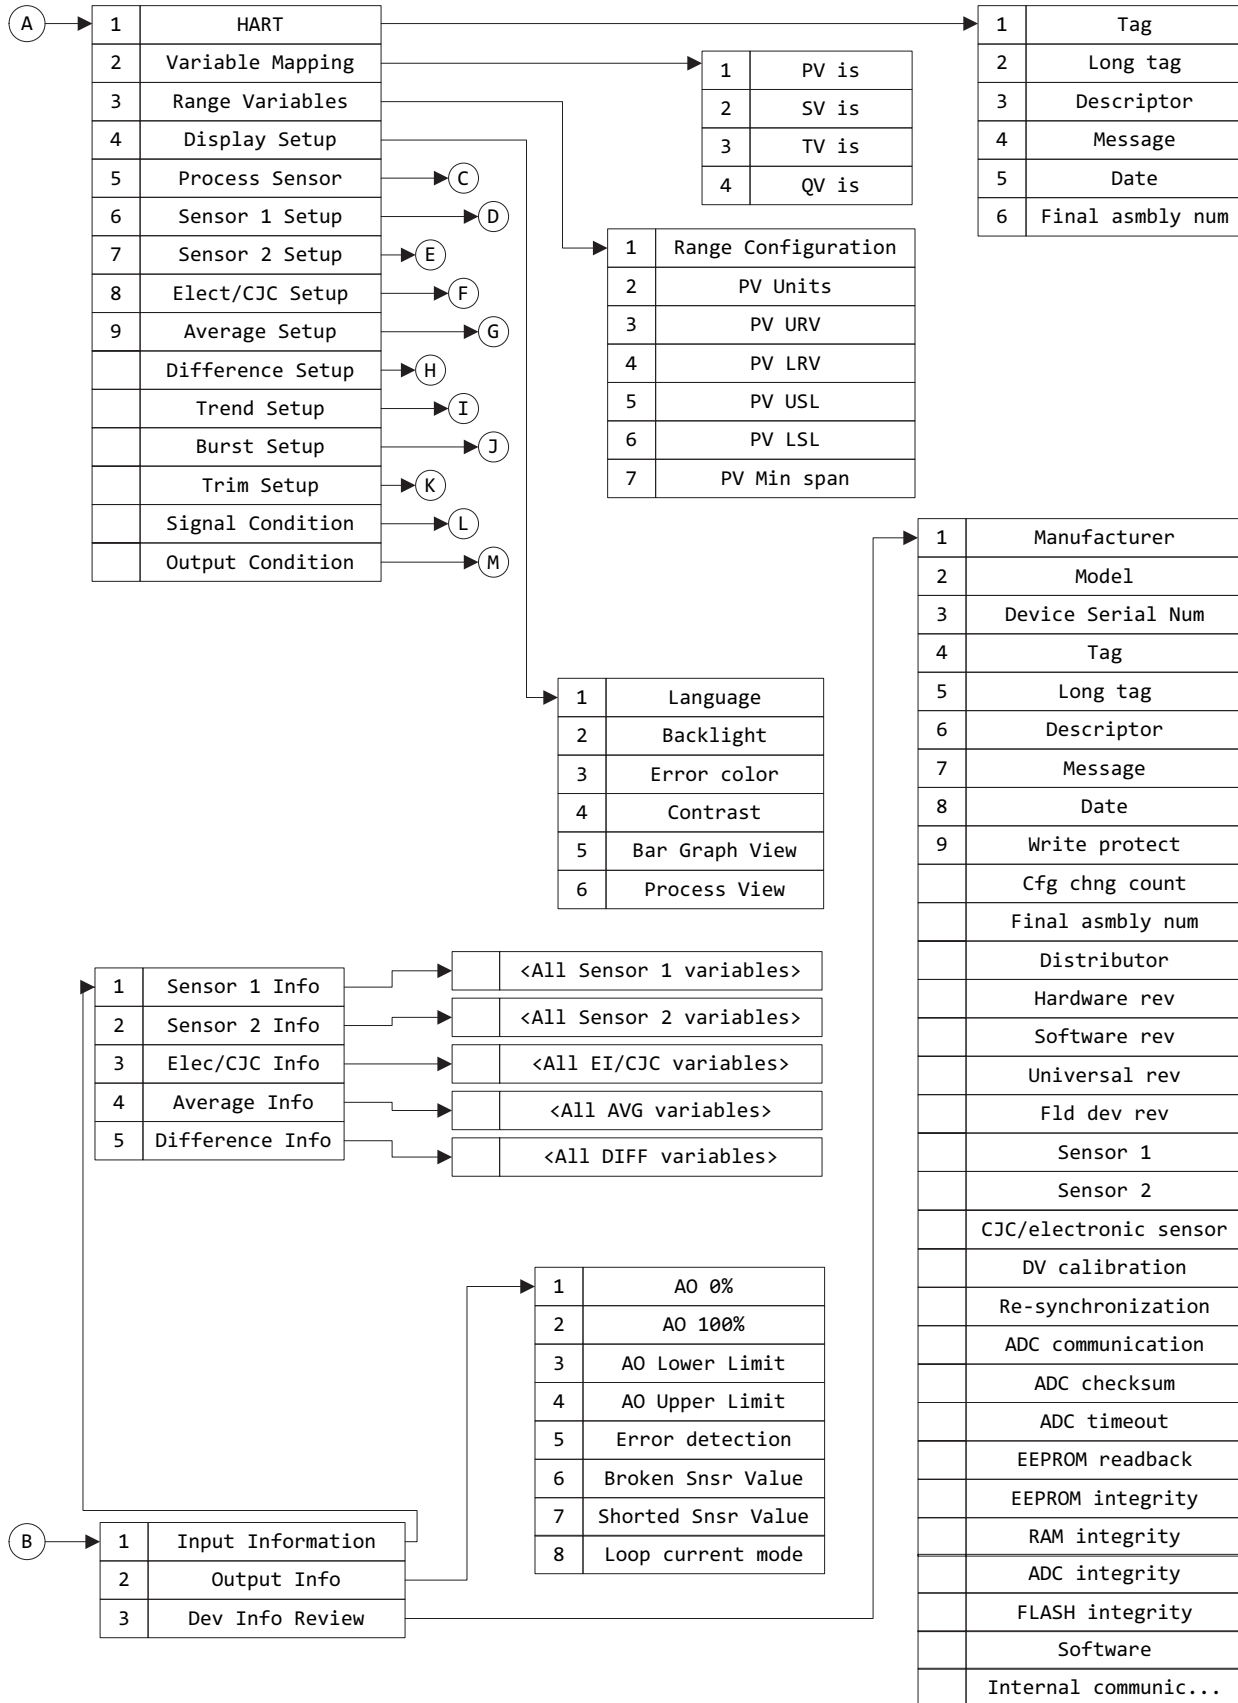 A
1 HART
2 Variable Mapping
3 Range Variables
4 Display Setup
5 Process Sensor
6 Sensor 1 Setup
7 Sensor 2 Setup
8 Elect/CJC Setup
9 Average Setup
Difference Setup
Trend Setup
Burst Setup
Trim Setup
Signal Condition
Output Condition
C
D
E
F
G
H
I
J
K
L
M
1 Tag
2 Long tag
3 Descriptor
4 Message
5 Date
6 Final asmbly num
1 PV is
2 SV is
3 TV is
4 QV is
1 Range Configuration
2 PV Units
3 PV URV
4 PV LRV
5 PV USL
6 PV LSL
7 PV Min span
1 Language
2 Backlight
3 Error color
4 Contrast
5 Bar Graph View
6 Process View
B
1 Input Information
2 Output Info
3 Dev Info Review
1 Sensor 1 Info
2 Sensor 2 Info
3 Elec/CJC Info
4 Average Info
5 Difference Info
<All Sensor 1 variables>
<All Sensor 2 variables>
<All EI/CJC variables>
<All AVG variables>
<All DIFF variables>
1 AO 0%
2 AO 100%
3 AO Lower Limit
4 AO Upper Limit
5 Error detection
6 Broken Snsr Value
7 Shorted Snsr Value
8 Loop current mode
1 Manufacturer
2 Model
3 Device Serial Num
4 Tag
5 Long tag
6 Descriptor
7 Message
8 Date
9 Write protect
Cfg chng count
Final asmbly num
Distributor
Hardware rev
Software rev
Universal rev
Fld dev rev
Sensor 1
Sensor 2
CJC/electronic sensor
DV calibration
Re-synchronization
ADC communication
ADC checksum
ADC timeout
EEPROM readback
EEPROM integrity
RAM integrity
ADC integrity
FLASH integrity
Software
Internal communic...